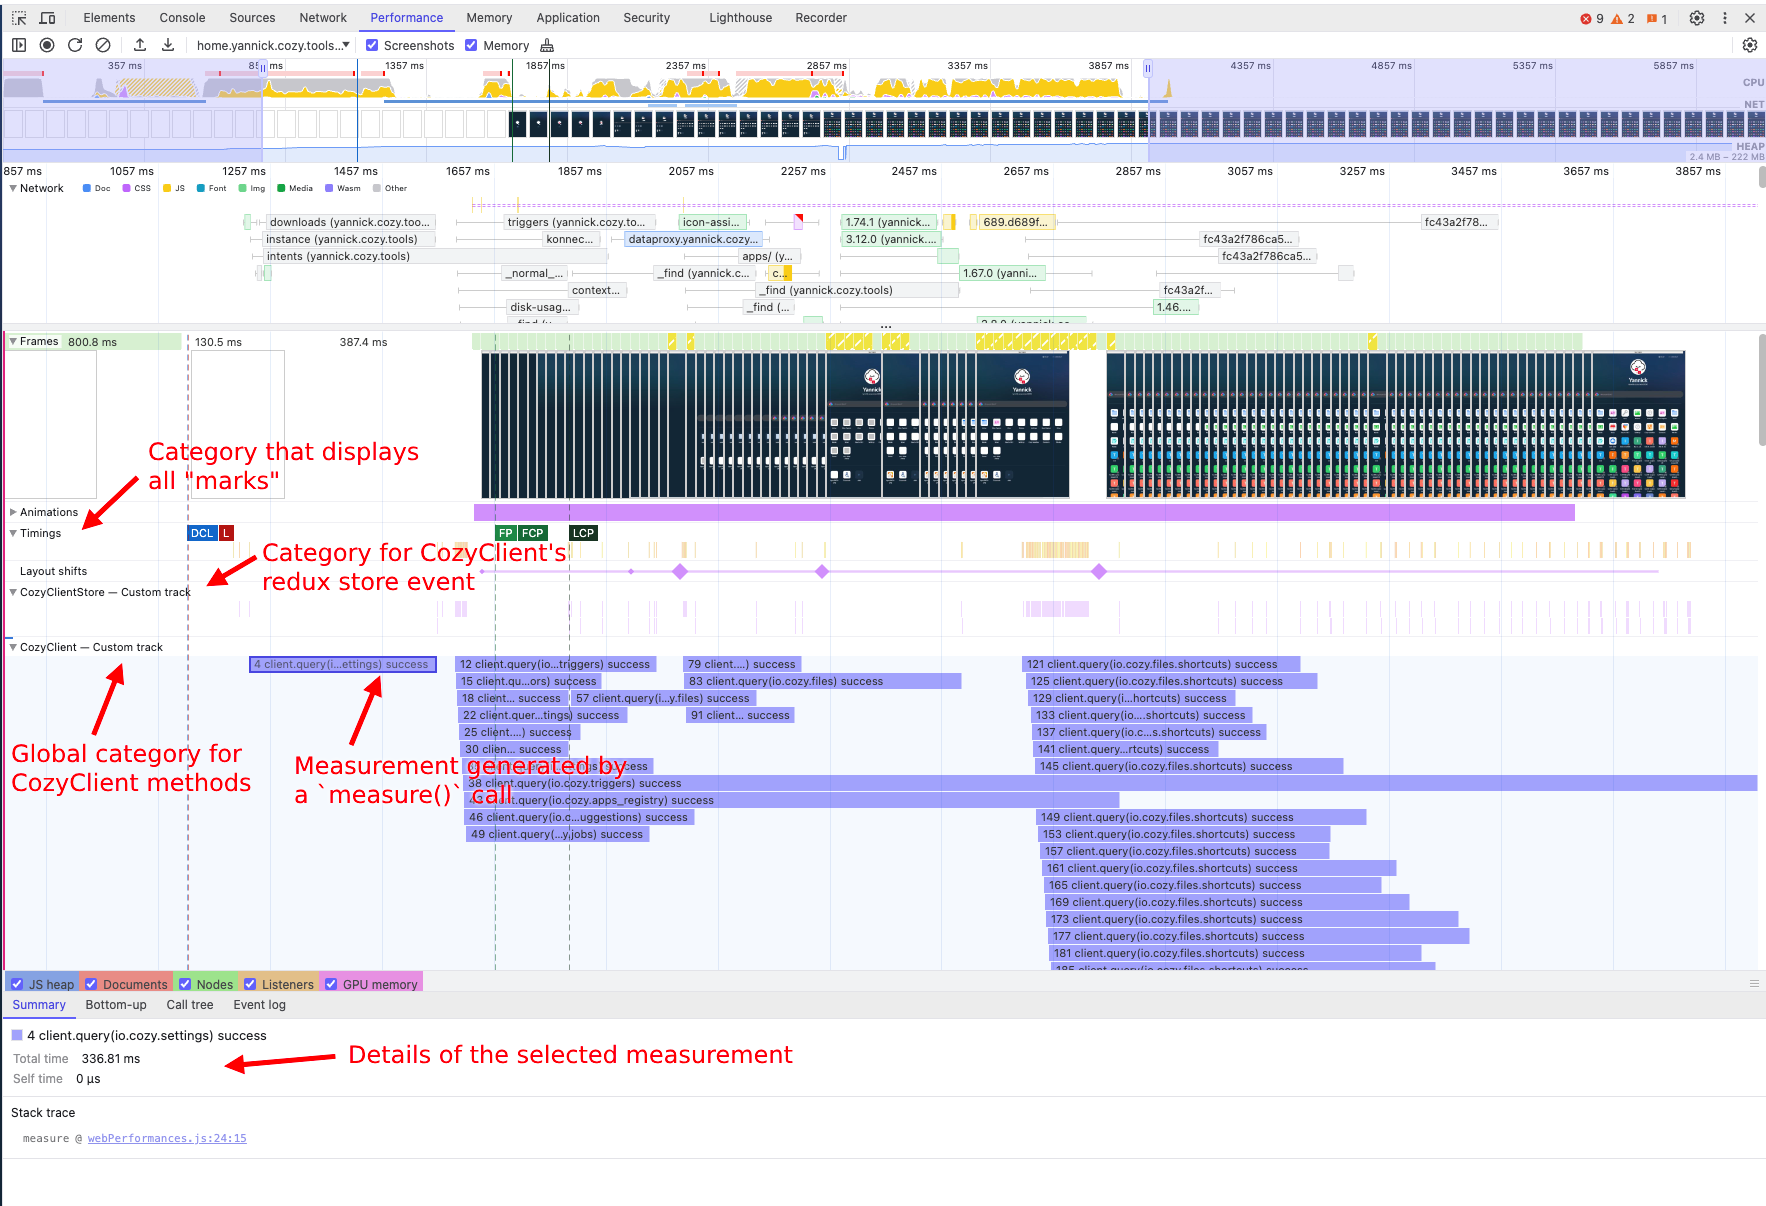 Elements Console Sources Network Performance Memory Application Security Lighthouse Recorder 9 2 1
home.yannick.cozy.tools... Screenshots Memory
357 ms 857 ms 1357 ms 1857 ms 2357 ms 2857 ms 3357 ms 3857 ms 4357 ms 4857 ms 5357 ms 5857 ms
CPU
NET
HEAP
2.4 MB – 222 MB
857 ms 1057 ms 1257 ms 1457 ms 1657 ms 1857 ms 2057 ms 2257 ms 2457 ms 2657 ms 2857 ms 3057 ms 3257 ms 3457 ms 3657 ms 3857 ms
Network Doc CSS JS Font Img Media Wasm Other
downloads (yannick.cozy.too... triggers (yannick.cozy.to... icon-assi... 1.74.1 (yannick... 689.d689f... fc43a2f78...
instance (yannick.cozy.tools) konnec... dataproxy.yannick.cozy... 3.12.0 (yannick.... fc43a2f786ca5...
intents (yannick.cozy.tools) apps/ (y... fc43a2f786ca5...
_normal_... _find (yannick.c... c... 1.67.0 (yanni...
context... _find (yannick.cozy.tools) fc43a2f...
disk-usag... _find (... 1.46....
Frames 800.8 ms 130.5 ms 387.4 ms
Yannick Yannick Yannick
Category that displays
all "marks"
Animations
Timings DCL L FP FCP LCP
Category for CozyClient's
redux store event
Layout shifts
CozyClientStore — Custom track
CozyClient — Custom track
4 client.query(i...ettings) success 12 client.query(io...triggers) success 79 client....) success 121 client.query(io.cozy.files.shortcuts) success
15 client.qu...ors) success 83 client.query(io.cozy.files) success 125 client.query(io.cozy.files.shortcuts) success
18 client... success 57 client.query(i...y.files) success 129 client.query(i...hortcuts) success
22 client.quer...tings) success 91 client... success 133 client.query(io....shortcuts) success
25 client....) success 137 client.query(io.c...s.shortcuts) success
30 clien... success 141 client.query...rtcuts) success
success 145 client.query(io.cozy.files.shortcuts) success
Global category for
CozyClient methods
Measurement generated by
a `measure()` call
38 client.query(io.cozy.triggers) success
client.query(io.cozy.apps_registry) success
46 client.query(io.c...uggestions) success 149 client.query(io.cozy.files.shortcuts) success
49 client.query(...y.jobs) success 153 client.query(io.cozy.files.shortcuts) success
157 client.query(io.cozy.files.shortcuts) success
161 client.query(io.cozy.files.shortcuts) success
165 client.query(io.cozy.files.shortcuts) success
169 client.query(io.cozy.files.shortcuts) success
173 client.query(io.cozy.files.shortcuts) success
177 client.query(io.cozy.files.shortcuts) success
181 client.query(io.cozy.files.shortcuts) success
185 client.query(io.cozy.files.shortcuts) success
JS heap Documents Nodes Listeners GPU memory
Summary Bottom-up Call tree Event log
4 client.query(io.cozy.settings) success
Total time 336.81 ms
Details of the selected measurement
Self time 0 µs
Stack trace
measure @ webPerformances.js:24:15